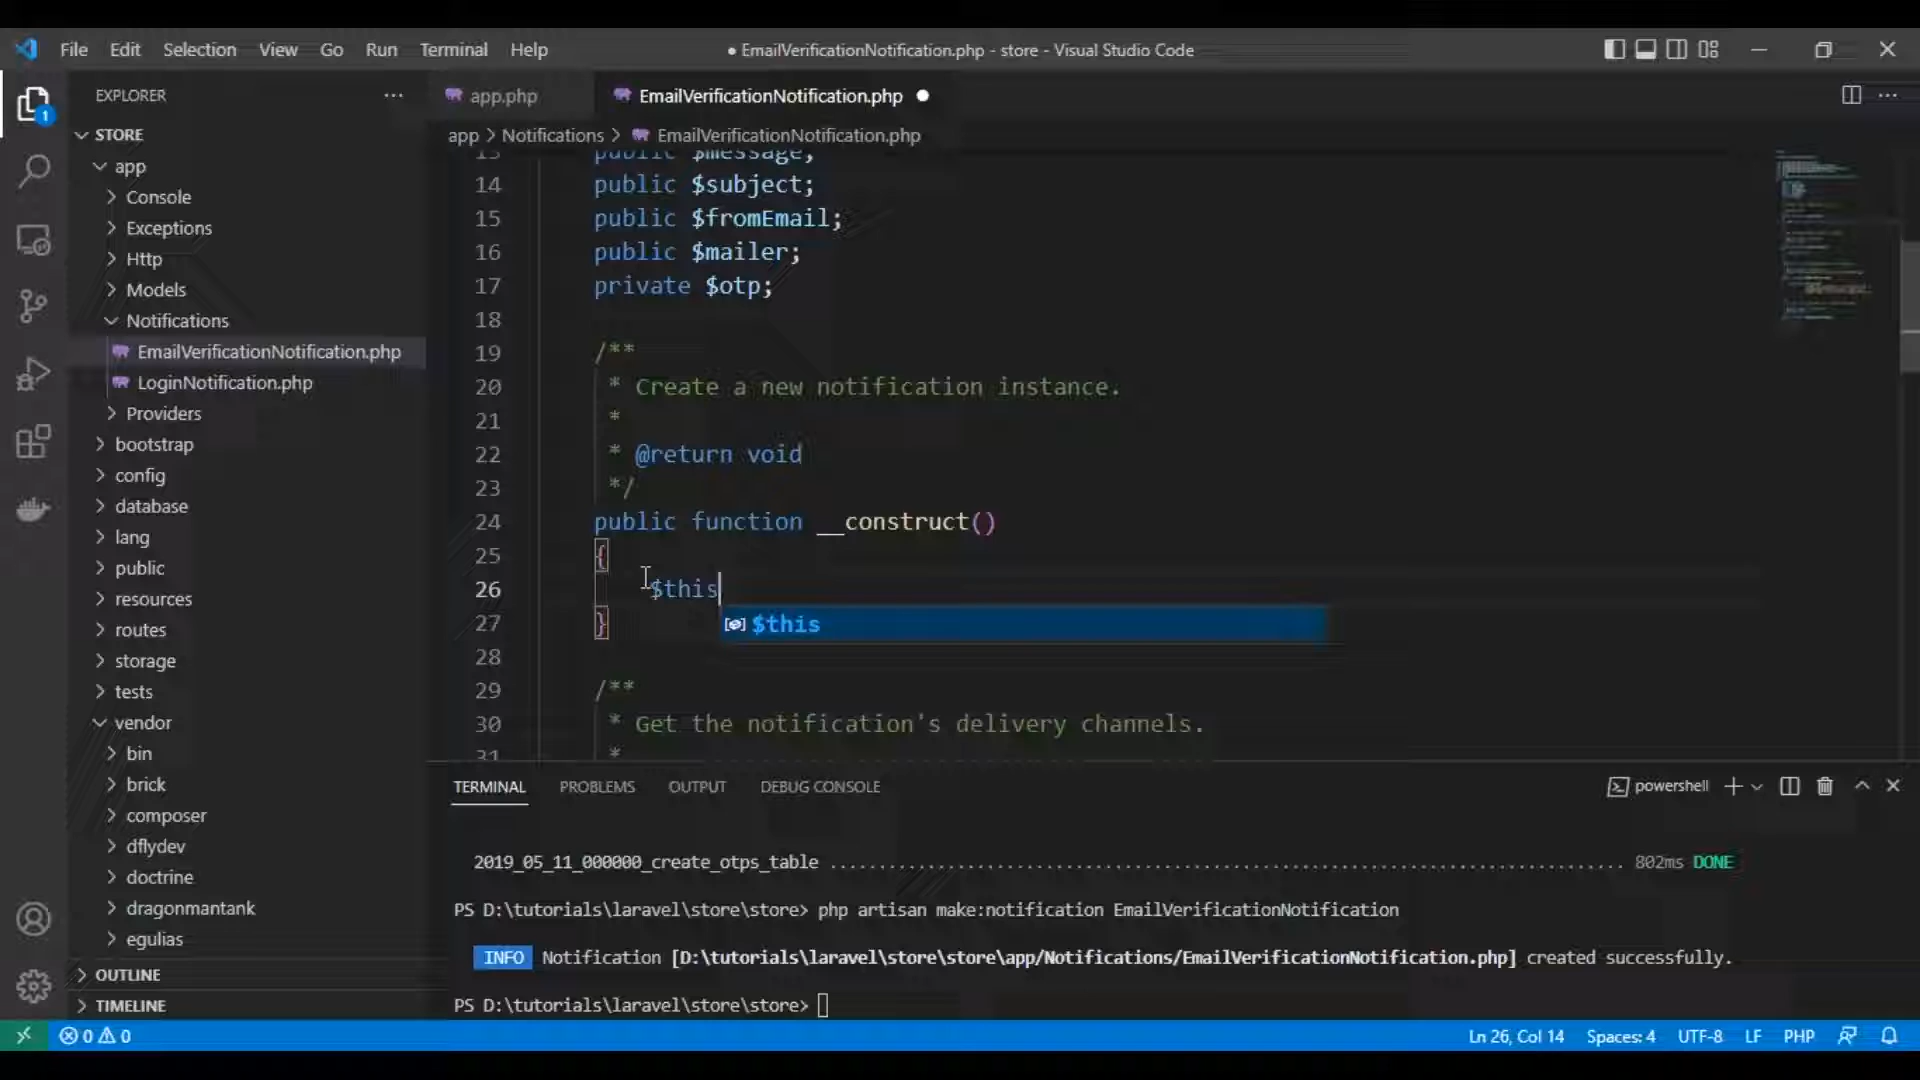 File Edit Selection View Go Run Terminal Help
● EmailVerificationNotification.php - store - Visual Studio Code
EXPLORER
1
STORE
app
Console
Exceptions
Http
Models
Notifications
EmailVerificationNotification.php
LoginNotification.php
Providers
bootstrap
config
database
lang
public
resources
routes
storage
tests
vendor
bin
brick
composer
dflydev
doctrine
dragonmantank
egulias
OUTLINE
TIMELINE
app.php
EmailVerificationNotification.php ●
app > Notifications > EmailVerificationNotification.php
13 public $message;
14 public $subject;
15 public $fromEmail;
16 public $mailer;
17 private $otp;
18
19 /**
20 * Create a new notification instance.
21 *
22 * @return void
23 */
24 public function __construct()
25 {
26 $this
27 }
$this
28
29 /**
30 * Get the notification's delivery channels.
31 *
TERMINAL PROBLEMS OUTPUT DEBUG CONSOLE
powershell
2019_05_11_000000_create_otps_table ........................................................................ 802ms DONE
PS D:\tutorials\laravel\store\store> php artisan make:notification EmailVerificationNotification
INFO Notification [D:\tutorials\laravel\store\store\app/Notifications/EmailVerificationNotification.php] created successfully.
PS D:\tutorials\laravel\store\store>
0 0
Ln 26, Col 14 Spaces: 4 UTF-8 LF PHP